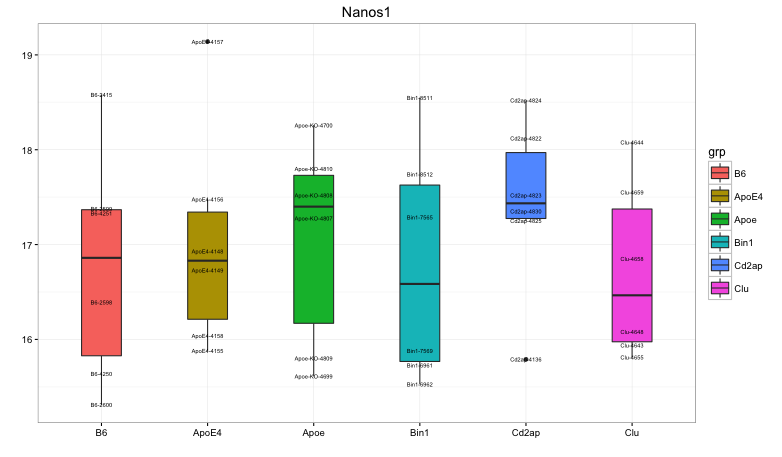 Nanos1
19
18
17
16
B6-2415
B6-4251
B6-2598
B6-4250
B6-2600
ApoE4-4157
ApoE4-4156
ApoE4-4148
ApoE4-4149
ApoE4-4158
ApoE4-4155
Apoe-KO-4700
Apoe-KO-4810
Apoe-KO-4808
Apoe-KO-4807
Apoe-KO-4809
Apoe-KO-4699
Bin1-8511
Bin1-8512
Bin1-7565
Bin1-7569
Bin1-6961
Bin1-6962
Cd2ap-4824
Cd2ap-4822
Cd2ap-4823
Cd2ap-4830
Cd2ap-4825
Cd2ap-4136
Clu-4644
Clu-4659
Clu-4658
Clu-4648
Clu-4643
Clu-4655
B6
ApoE4
Apoe
Bin1
Cd2ap
Clu
grp
B6
ApoE4
Apoe
Bin1
Cd2ap
Clu